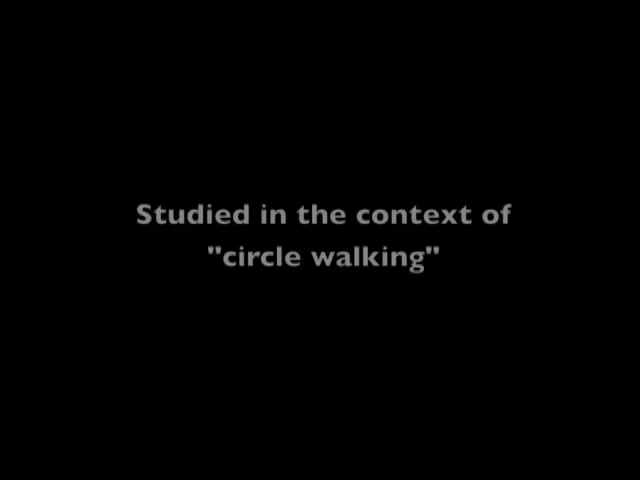 Studied in the context of
"circle walking"